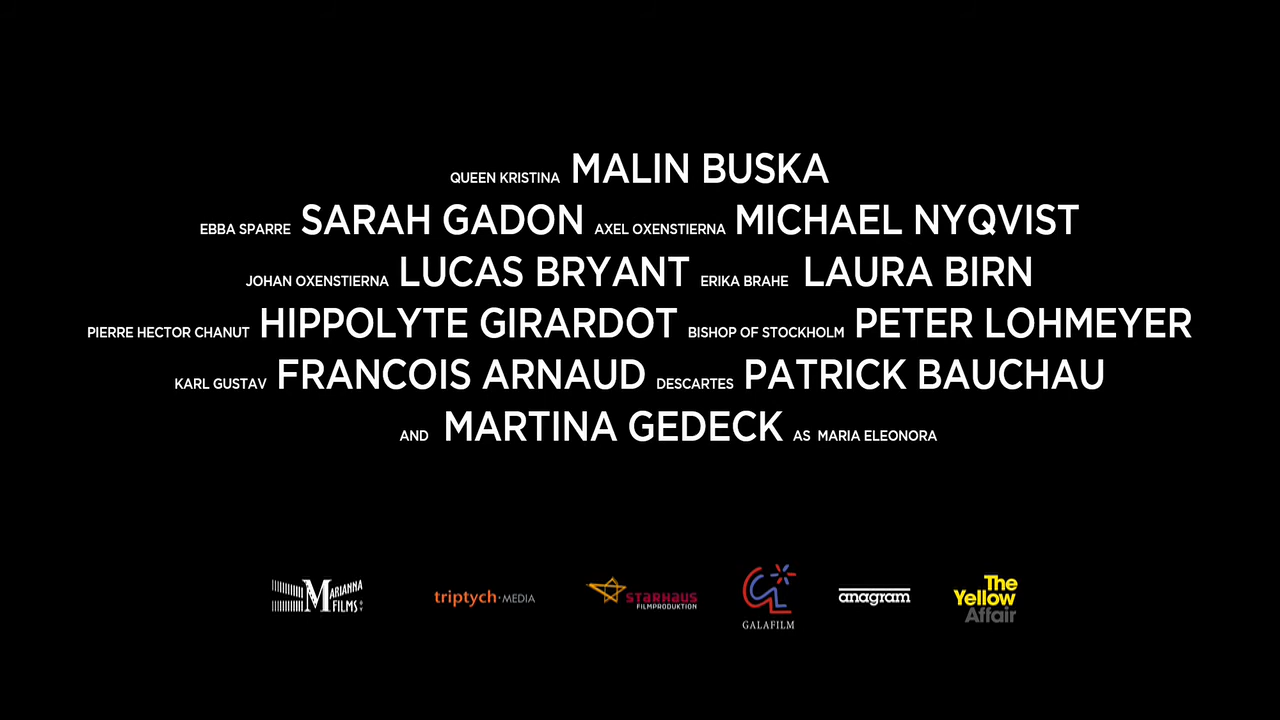 QUEEN KRISTINA MALIN BUSKA
EBBA SPARRE SARAH GADON AXEL OXENSTIERNA MICHAEL NYQVIST
JOHAN OXENSTIERNA LUCAS BRYANT ERIKA BRAHE LAURA BIRN
PIERRE HECTOR CHANUT HIPPOLYTE GIRARDOT BISHOP OF STOCKHOLM PETER LOHMEYER
KARL GUSTAV FRANCOIS ARNAUD DESCARTES PATRICK BAUCHAU
AND MARTINA GEDECK AS MARIA ELEONORA
MARIANNA
FILMS
triptych·MEDIA
STARHAUS
FILMPRODUKTION
GALAFILM
anagram
The
Yellow
Affair